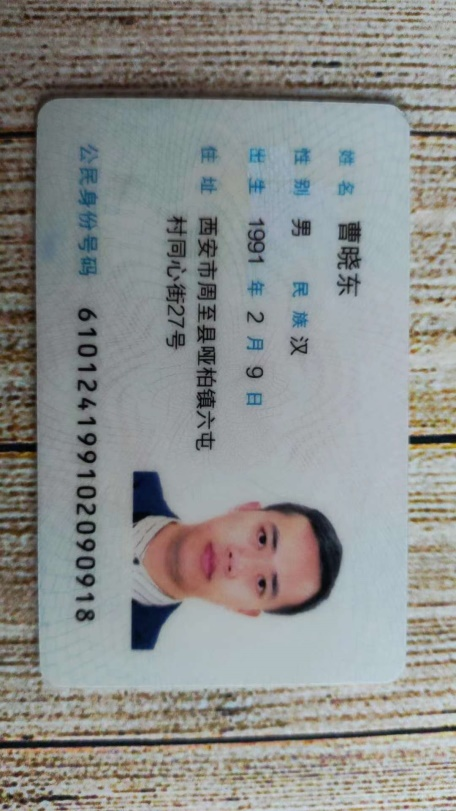 姓名 曹晓东
性别 男 民族 汉
出生 1991 年 2 月 9 日
住址 西安市周至县哑柏镇六屯
村同心街27号
公民身份号码 610124199102090918